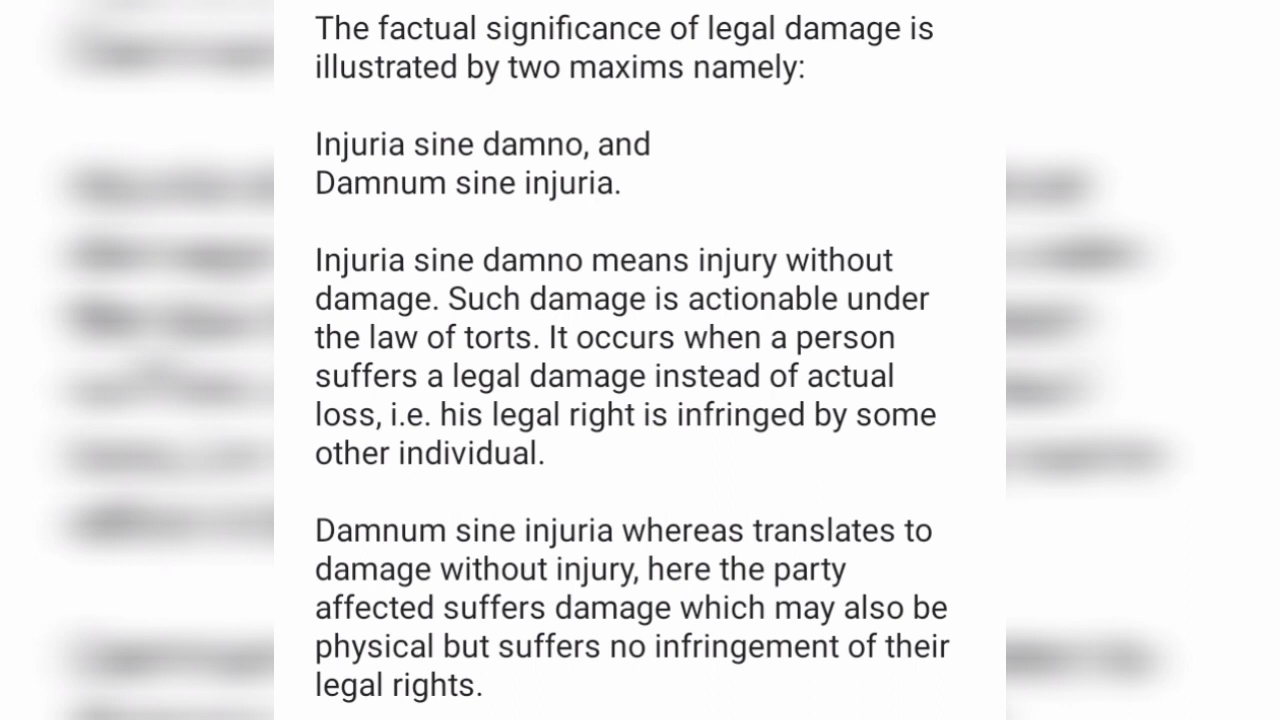 The factual significance of legal damage is
illustrated by two maxims namely:
Injuria sine damno, and
Damnum sine injuria.
Injuria sine damno means injury without
damage. Such damage is actionable under
the law of torts. It occurs when a person
suffers a legal damage instead of actual
loss, i.e. his legal right is infringed by some
other individual.
Damnum sine injuria whereas translates to
damage without injury, here the party
affected suffers damage which may also be
physical but suffers no infringement of their
legal rights.